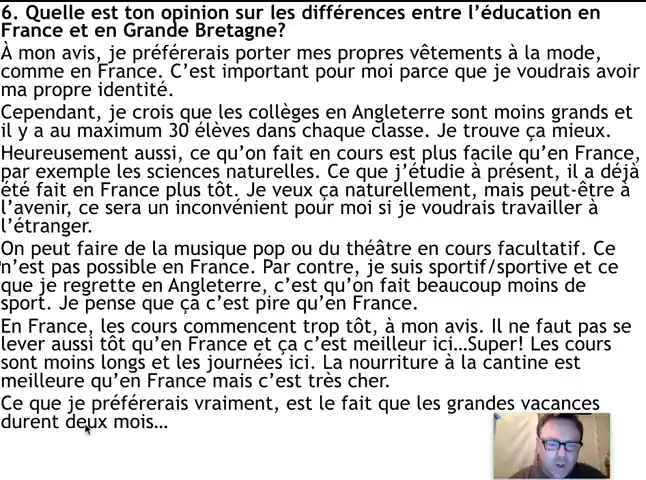 6. Quelle est ton opinion sur les différences entre l’éducation en
France et en Grande Bretagne?
À mon avis, je préférerais porter mes propres vêtements à la mode,
comme en France. C’est important pour moi parce que je voudrais avoir
ma propre identité.
Cependant, je crois que les collèges en Angleterre sont moins grands et
il y a au maximum 30 élèves dans chaque classe. Je trouve ça mieux.
Heureusement aussi, ce qu’on fait en cours est plus facile qu’en France,
par exemple les sciences naturelles. Ce que j’étudie à présent, il a déjà
été fait en France plus tôt. Je veux ça naturellement, mais peut-être à
l’avenir, ce sera un inconvénient pour moi si je voudrais travailler à
l’étranger.
On peut faire de la musique pop ou du théâtre en cours facultatif. Ce
n’est pas possible en France. Par contre, je suis sportif/sportive et ce
que je regrette en Angleterre, c’est qu’on fait beaucoup moins de
sport. Je pense que ça c’est pire qu’en France.
En France, les cours commencent trop tôt, à mon avis. Il ne faut pas se
lever aussi tôt qu’en France et ça c’est meilleur ici…Super! Les cours
sont moins longs et les journées ici. La nourriture à la cantine est
meilleure qu’en France mais c’est très cher.
Ce que je préférerais vraiment, est le fait que les grandes vacances
durent deux mois…